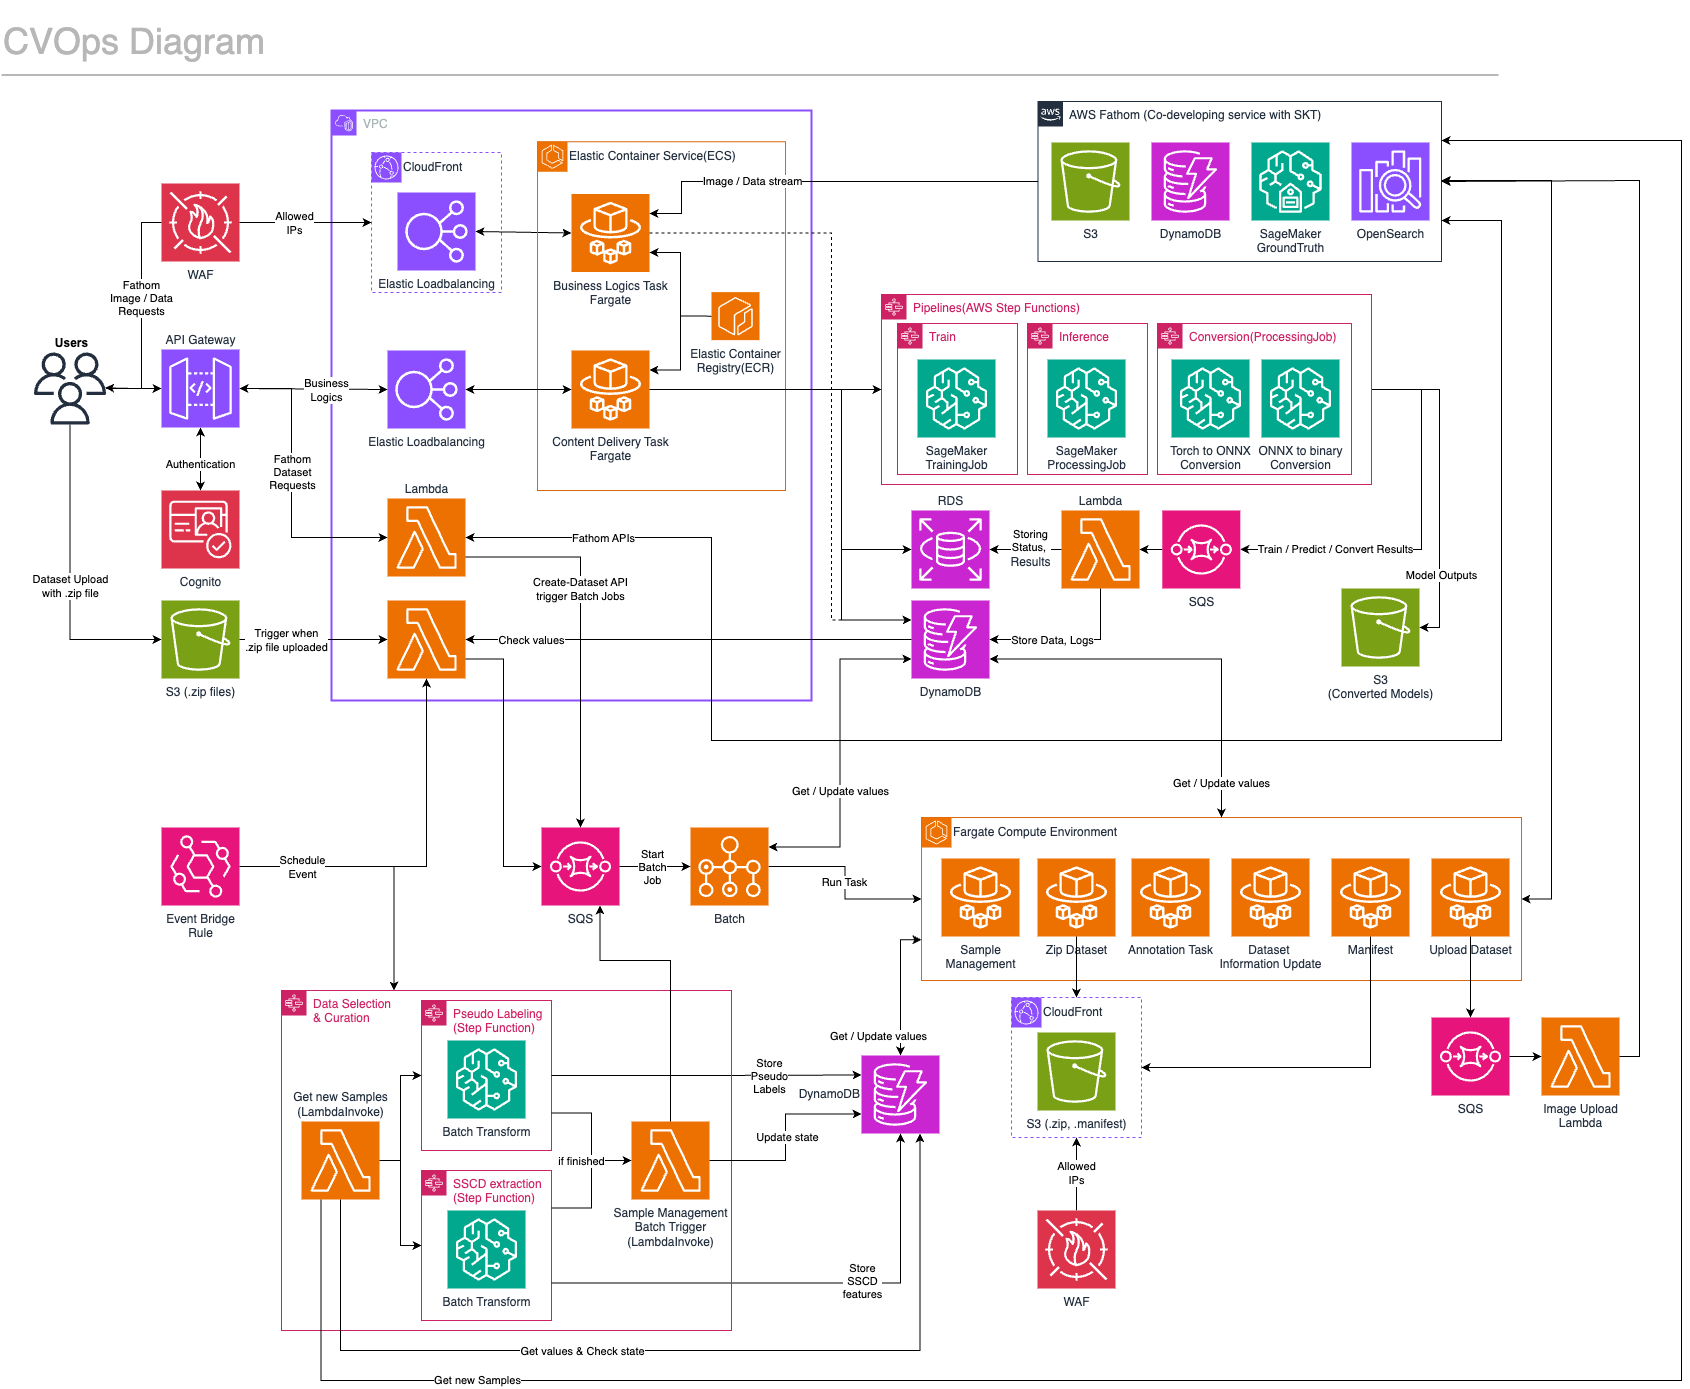 CVOps Diagram
VPC
aws
AWS Fathom (Co-developing service with SKT)
CloudFront
Elastic Container Service(ECS)
Image / Data stream
S3
DynamoDB
SageMaker
GroundTruth
OpenSearch
Allowed
IPs
WAF
Elastic Loadbalancing
Business Logics Task
Fargate
Fathom
Image / Data
Requests
Pipelines(AWS Step Functions)
Train
Inference
Conversion(ProcessingJob)
Users
API Gateway
Elastic Container
Registry(ECR)
Business
Logics
Elastic Loadbalancing
Content Delivery Task
Fargate
SageMaker
TrainingJob
SageMaker
ProcessingJob
Torch to ONNX
Conversion
ONNX to binary
Conversion
Authentication
Fathom
Dataset
Requests
Lambda
RDS
Lambda
Fathom APIs
Storing
Status,
Results
Train / Predict / Convert Results
Cognito
Dataset Upload
with .zip file
Create-Dataset API
trigger Batch Jobs
Model Outputs
SQS
Trigger when
.zip file uploaded
Check values
Store Data, Logs
S3 (.zip files)
DynamoDB
S3
(Converted Models)
Get / Update values
Get / Update values
Fargate Compute Environment
Schedule
Event
Start
Batch
Job
Run Task
Event Bridge
Rule
SQS
Batch
Sample
Management
Zip Dataset
Annotation Task
Dataset
Information Update
Manifest
Upload Dataset
Data Selection
& Curation
Pseudo Labeling
(Step Function)
CloudFront
Get / Update values
Store
Pseudo
Labels
DynamoDB
Get new Samples
(LambdaInvoke)
Batch Transform
Update state
S3 (.zip, .manifest)
SQS
Image Upload
Lambda
if finished
Allowed
IPs
SSCD extraction
(Step Function)
Sample Management
Batch Trigger
(LambdaInvoke)
Store
SSCD
features
Batch Transform
WAF
Get values & Check state
Get new Samples